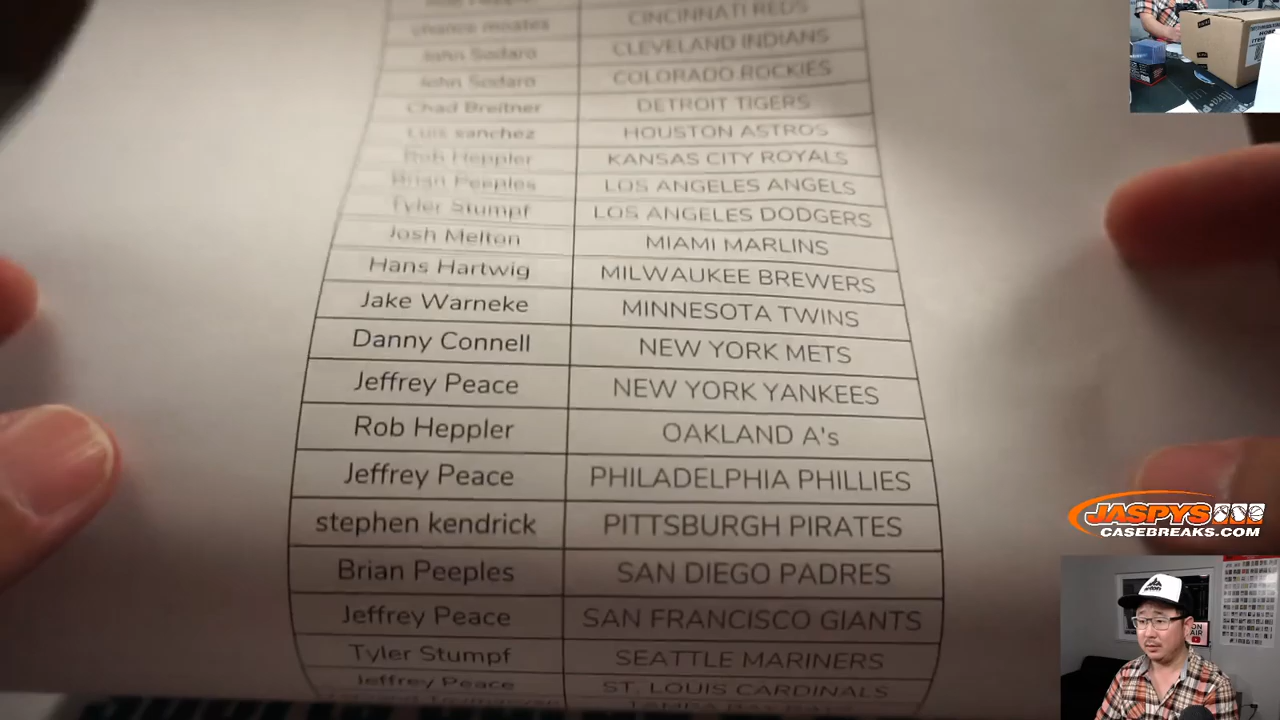 chance moates CINCINNATI REDS
John Sodaro CLEVELAND INDIANS
John Sodaro COLORADO ROCKIES
Chad Breitner DETROIT TIGERS
Luis sanchez HOUSTON ASTROS
Rob Heppler KANSAS CITY ROYALS
Brian Peeples LOS ANGELES ANGELS
Tyler Stumpf LOS ANGELES DODGERS
Josh Melton MIAMI MARLINS
Hans Hartwig MILWAUKEE BREWERS
Jake Warneke MINNESOTA TWINS
Danny Connell NEW YORK METS
Jeffrey Peace NEW YORK YANKEES
Rob Heppler OAKLAND A's
Jeffrey Peace PHILADELPHIA PHILLIES
stephen kendrick PITTSBURGH PIRATES
Brian Peeples SAN DIEGO PADRES
Jeffrey Peace SAN FRANCISCO GIANTS
Tyler Stumpf SEATTLE MARINERS
Jeffrey Peace ST. LOUIS CARDINALS
JASPYS
CASEBREAKS.COM
ON
AIR